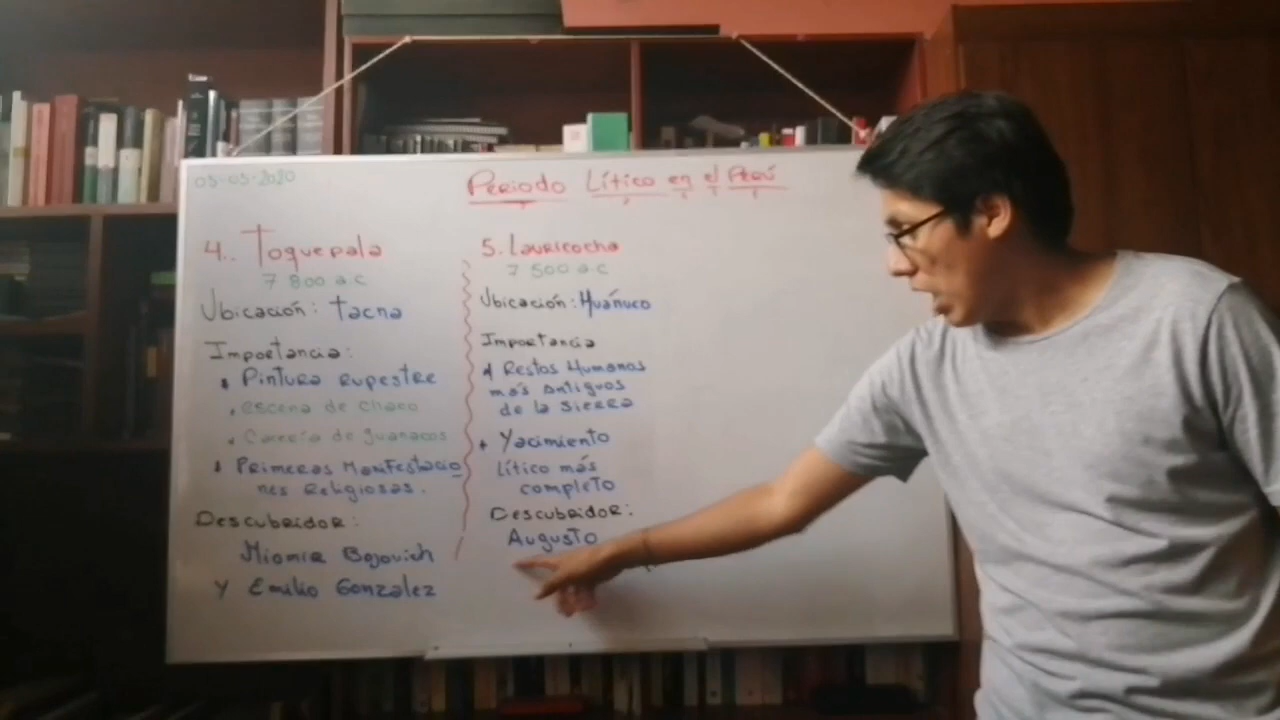 05-05-2020
Periodo Lítico en el Perú
4.. Toquepala
7 800 a.c
Ubicación: Tacna
Importancia:
Pintura Rupestre
escena de chaco
Cacería de guanacos
Primeras Manifestacio
nes Religiosas.
Descubridor:
Miomir Bojovich
Y Emilio Gonzalez
5. Lauricocha
7 500 a.c
Ubicación: Huánuco
Importancia
Restos Humanos
más antiguos
de la Sierra
Yacimiento
Lítico más
completo
Descubridor:
Augusto